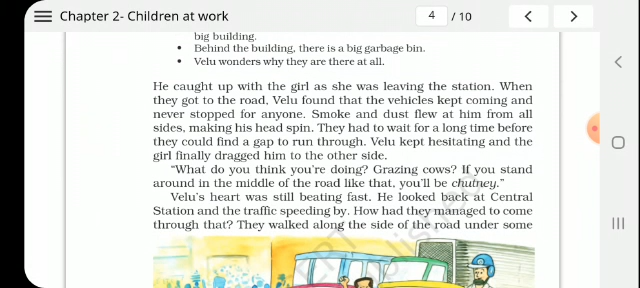 Chapter 2- Children at work
4 / 10
big building.
• Behind the building, there is a big garbage bin.
• Velu wonders why they are there at all.
He caught up with the girl as she was leaving the station. When
they got to the road, Velu found that the vehicles kept coming and
never stopped for anyone. Smoke and dust flew at him from all
sides, making his head spin. They had to wait for a long time before
they could find a gap to run through. Velu kept hesitating and the
girl finally dragged him to the other side.
“What do you think you're doing? Grazing cows? If you stand
around in the middle of the road like that, you'll be chutney.”
Velu's heart was still beating fast. He looked back at Central
Station and the traffic speeding by. How had they managed to come
through that? They walked along the side of the road under some